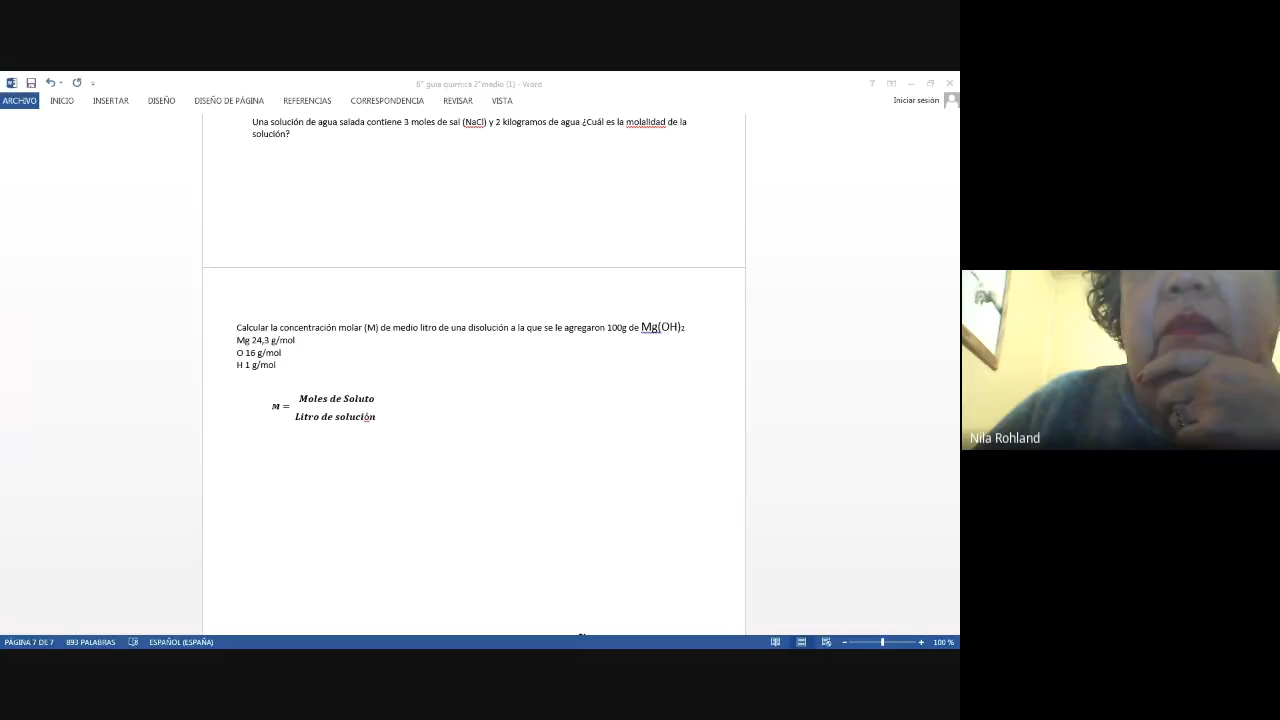 6° guia quimica 2°medio (1) - Word
ARCHIVO INICIO INSERTAR DISEÑO DISEÑO DE PÁGINA REFERENCIAS CORRESPONDENCIA REVISAR VISTA Iniciar sesión
Una solución de agua salada contiene 3 moles de sal (NaCl) y 2 kilogramos de agua ¿Cuál es la molalidad de la
solución?
Calcular la concentración molar (M) de medio litro de una disolución a la que se le agregaron 100g de Mg(OH)₂
Mg 24,3 g/mol
O 16 g/mol
H 1 g/mol
M = Moles de Soluto
Litro de solución
Nila Rohland
PÁGINA 7 DE 7 893 PALABRAS ESPAÑOL (ESPAÑA) 100 %